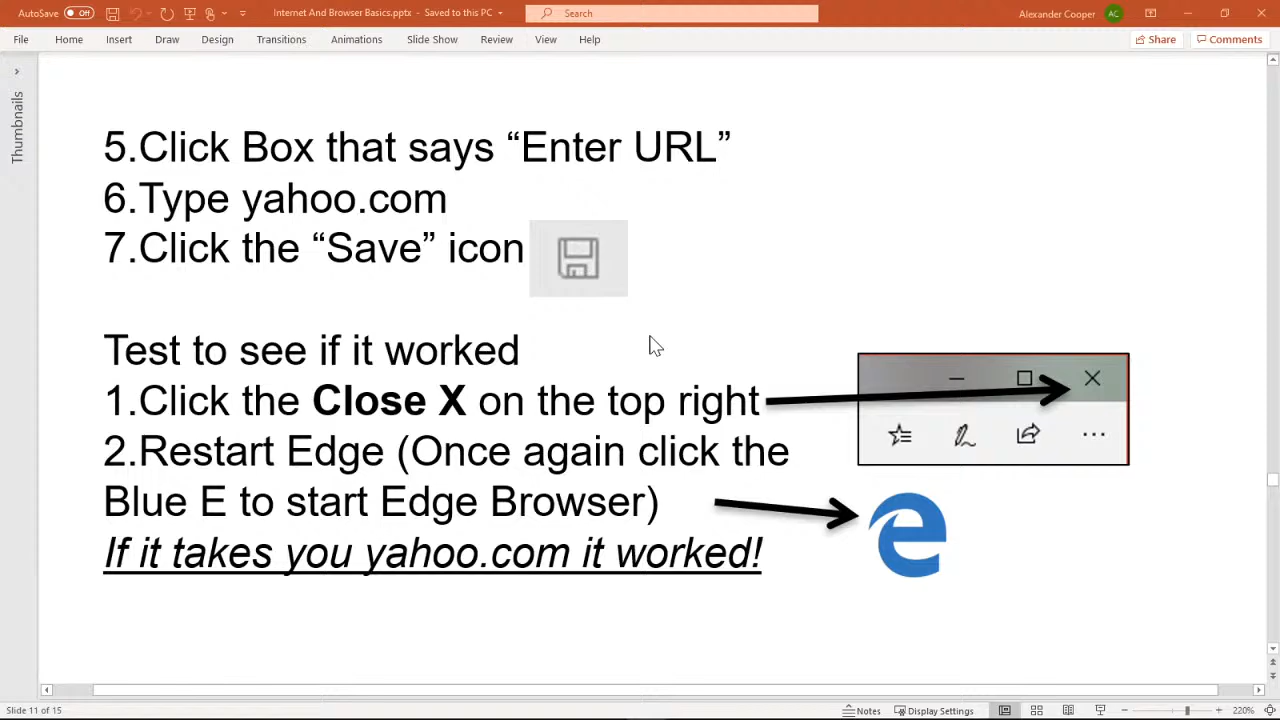 AutoSave Off Internet And Browser Basics.pptx - Saved to this PC Search Alexander Cooper AC
File Home Insert Draw Design Transitions Animations Slide Show Review View Help Share Comments
Thumbnails
5.Click Box that says “Enter URL”
6.Type yahoo.com
7.Click the “Save” icon
Test to see if it worked
1.Click the Close X on the top right
2.Restart Edge (Once again click the
Blue E to start Edge Browser)
If it takes you yahoo.com it worked!
Slide 11 of 15 Notes Display Settings 220%